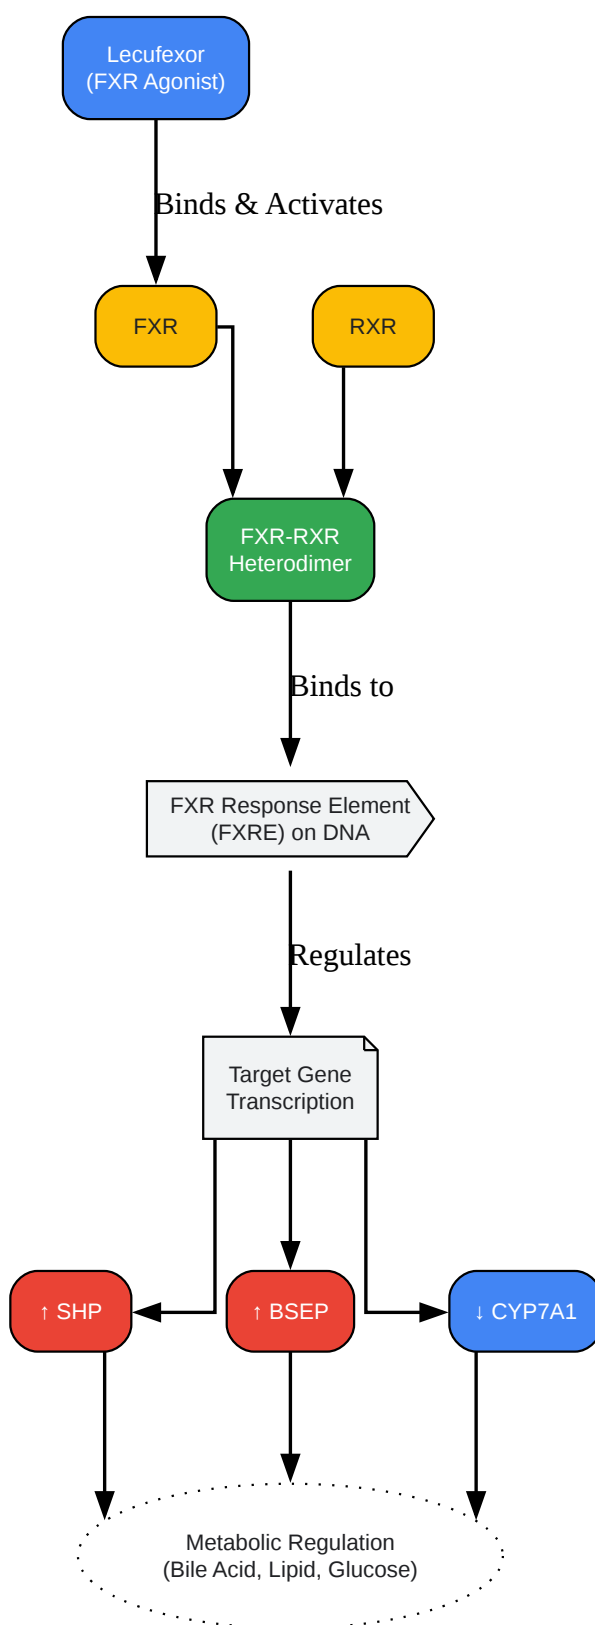 Lecufexor
(FXR Agonist)
Binds & Activates
FXR
RXR
FXR-RXR
Heterodimer
Binds to
FXR Response Element
(FXRE) on DNA
Regulates
Target Gene
Transcription
↑ SHP
↑ BSEP
↓ CYP7A1
Metabolic Regulation
(Bile Acid, Lipid, Glucose)